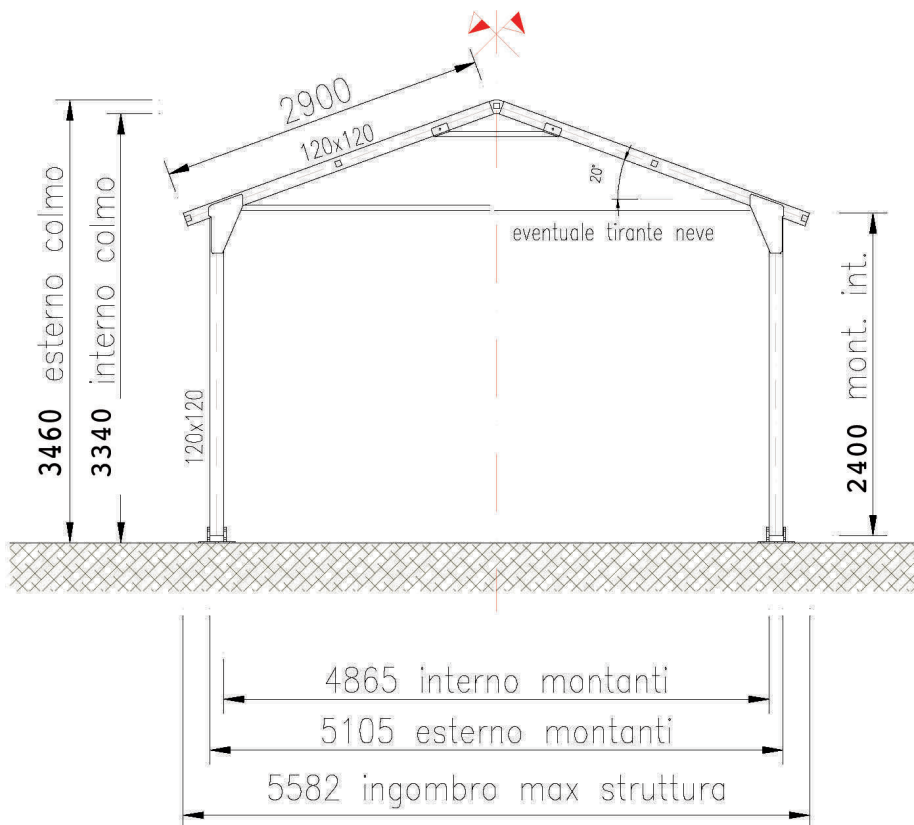 2900
120x120
20°
eventuale tirante neve
3460 esterno colmo
3340 interno colmo
120x120
2400 mont. int.
4865 interno montanti
5105 esterno montanti
5582 ingombro max struttura